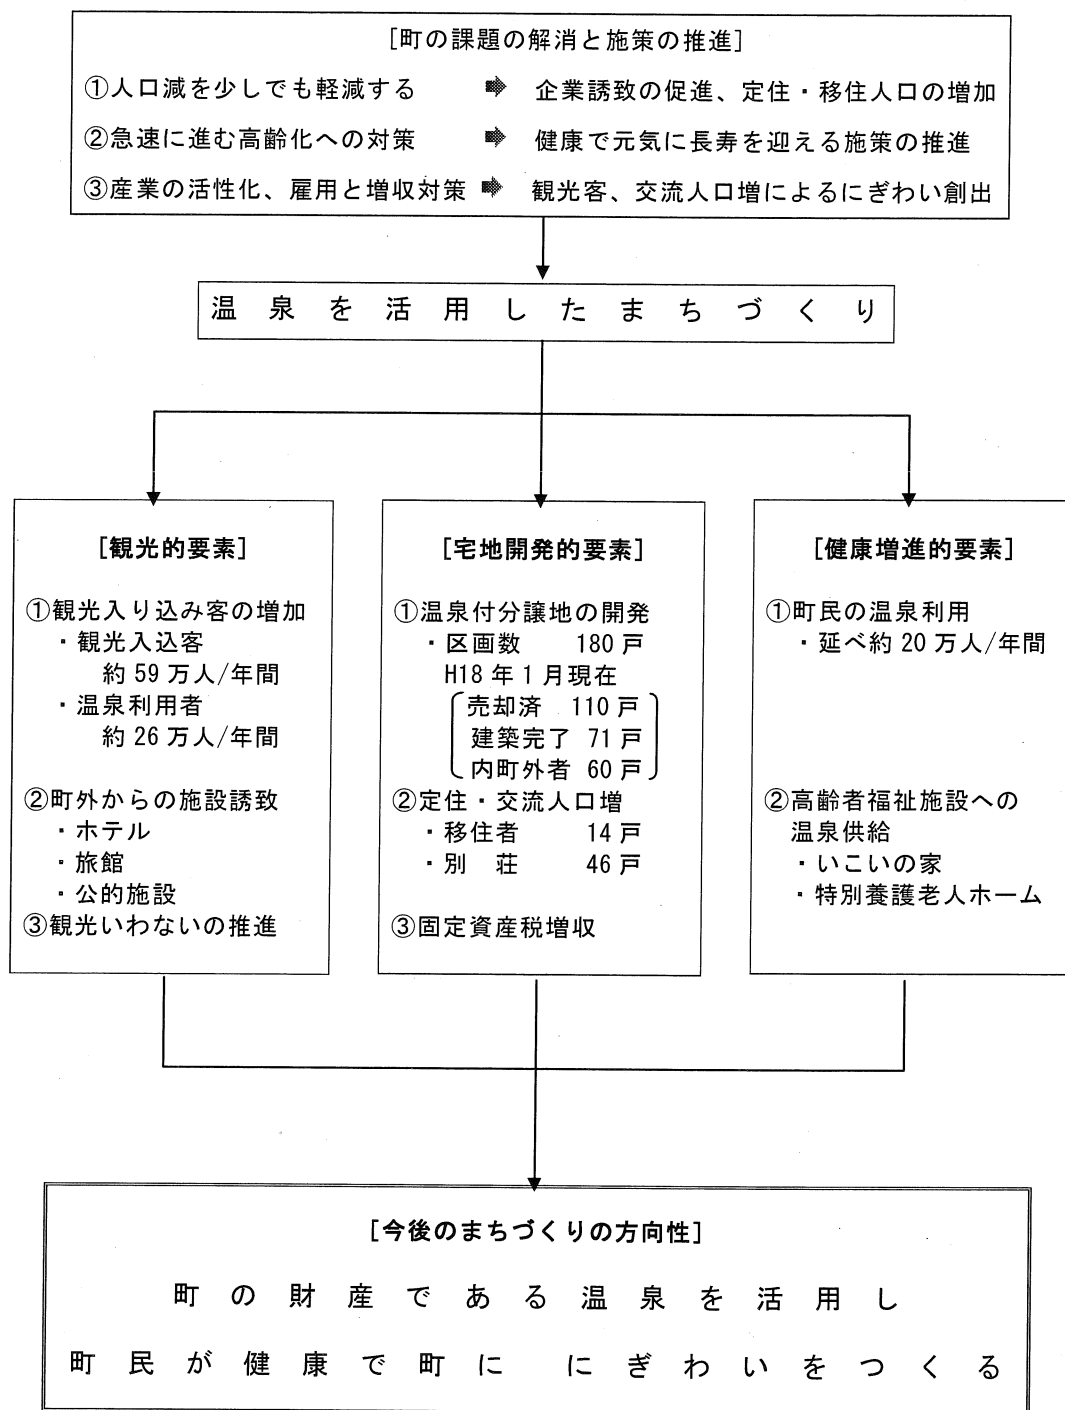 [町の課題の解消と施策の推進]
①人口減を少しでも軽減する 企業誘致の促進、定住・移住人口の増加
②急速に進む高齢化への対策 健康で元気に長寿を迎える施策の推進
③産業の活性化、雇用と増収対策 観光客、交流人口増によるにぎわい創出
温泉を活用したまちづくり
[観光的要素]
①観光入り込み客の増加
・観光入込客
約59万人/年間
・温泉利用者
約26万人/年間
②町外からの施設誘致
・ホテル
・旅館
・公的施設
③観光いわないの推進
[宅地開発的要素]
①温泉付分譲地の開発
・区画数 180戸
H18年1月現在
売却済 110戸
建築完了 71戸
内町外者 60戸
②定住・交流人口増
・移住者 14戸
・別 荘 46戸
③固定資産税増収
[健康増進的要素]
①町民の温泉利用
・延べ約20万人/年間
②高齢者福祉施設への
温泉供給
・いこいの家
・特別養護老人ホーム
[今後のまちづくりの方向性]
町の財産である温泉を活用し
町民が健康で町に にぎわいをつくる